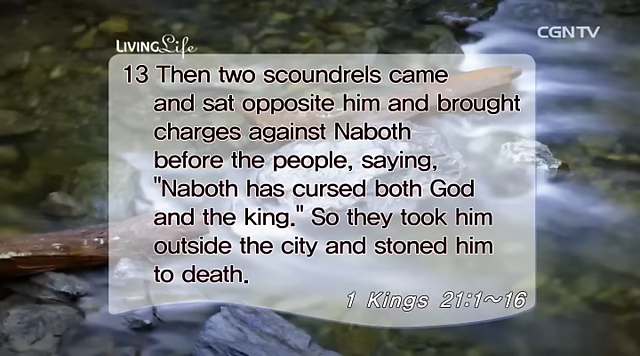 LIVING Life
CGNTV
13 Then two scoundrels came
and sat opposite him and brought
charges against Naboth
before the people, saying,
"Naboth has cursed both God
and the king." So they took him
outside the city and stoned him
to death.
1 Kings 21:1~16